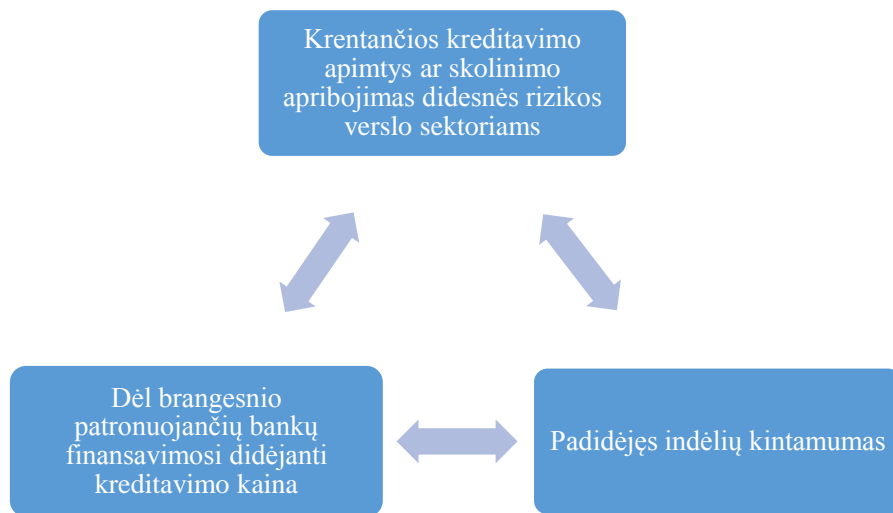 Krentančios kreditavimo
apimtys ar skolinimo
apribojimas didesnės rizikos
verslo sektoriams
Dėl brangesnio
patronuojančių bankų
finansavimosi didėjanti
kreditavimo kaina
Padidėjęs indėlių kintamumas